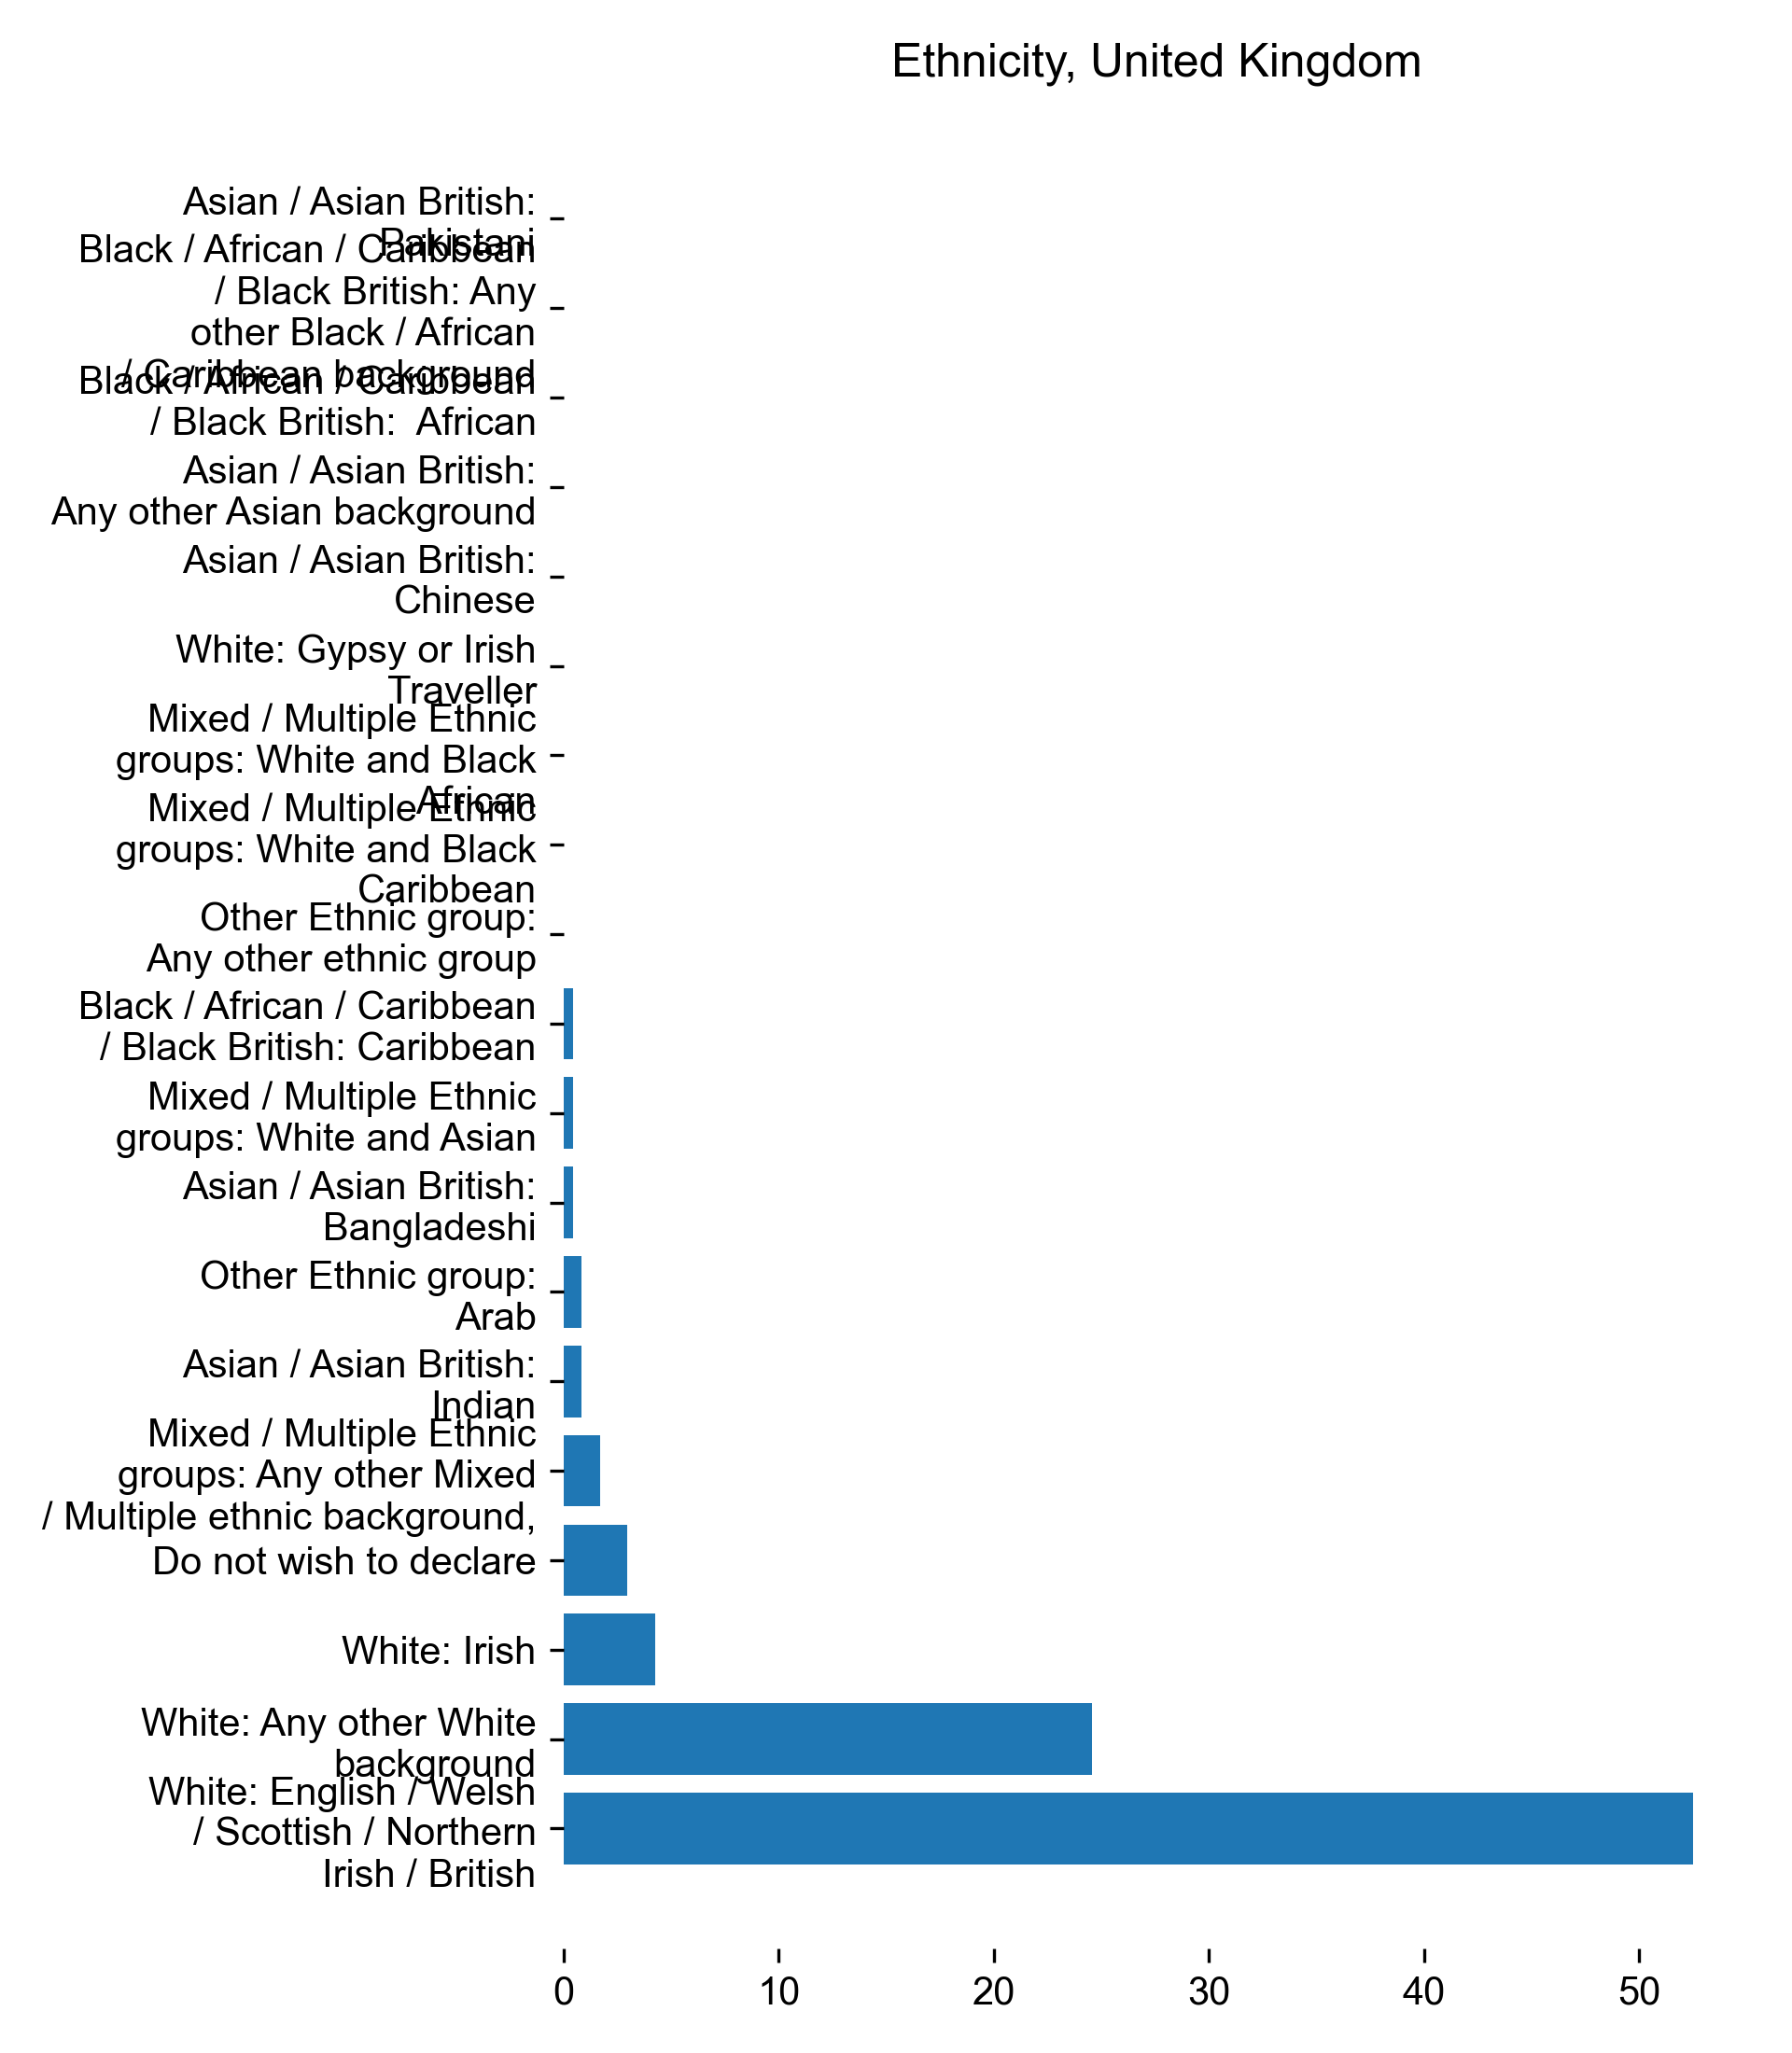 Ethnicity, United Kingdom
Asian / Asian British:
Pakistani
Black / African / Caribbean
/ Black British: Any
other Black / African
/ Caribbean background
Black / African / Caribbean
/ Black British:  African
Asian / Asian British:
Any other Asian background
Asian / Asian British:
Chinese
White: Gypsy or Irish
Traveller
Mixed / Multiple Ethnic
groups: White and Black
African
Mixed / Multiple Ethnic
groups: White and Black
Caribbean
Other Ethnic group:
Any other ethnic group
Black / African / Caribbean
/ Black British: Caribbean
Mixed / Multiple Ethnic
groups: White and Asian
Asian / Asian British:
Bangladeshi
Other Ethnic group:
Arab
Asian / Asian British:
Indian
Mixed / Multiple Ethnic
groups: Any other Mixed
/ Multiple ethnic background,
Do not wish to declare
White: Irish
White: Any other White
background
White: English / Welsh
/ Scottish / Northern
Irish / British
0 10 20 30 40 50